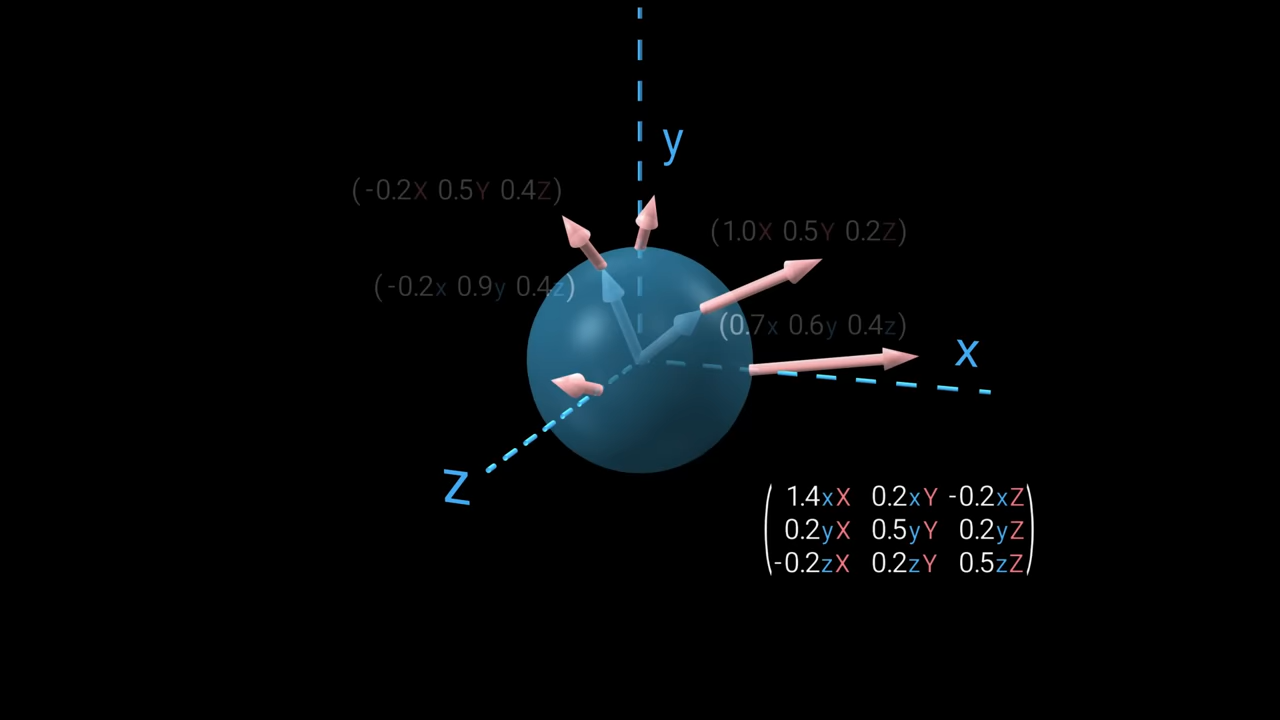 y
(-0.2X 0.5Y 0.4Z)
(1.0X 0.5Y 0.2Z)
(-0.2x 0.9y 0.4z)
(0.7x 0.6y 0.4z)
x
z
1.4xX 0.2xY -0.2xZ
0.2yX 0.5yY 0.2yZ
-0.2zX 0.2zY 0.5zZ